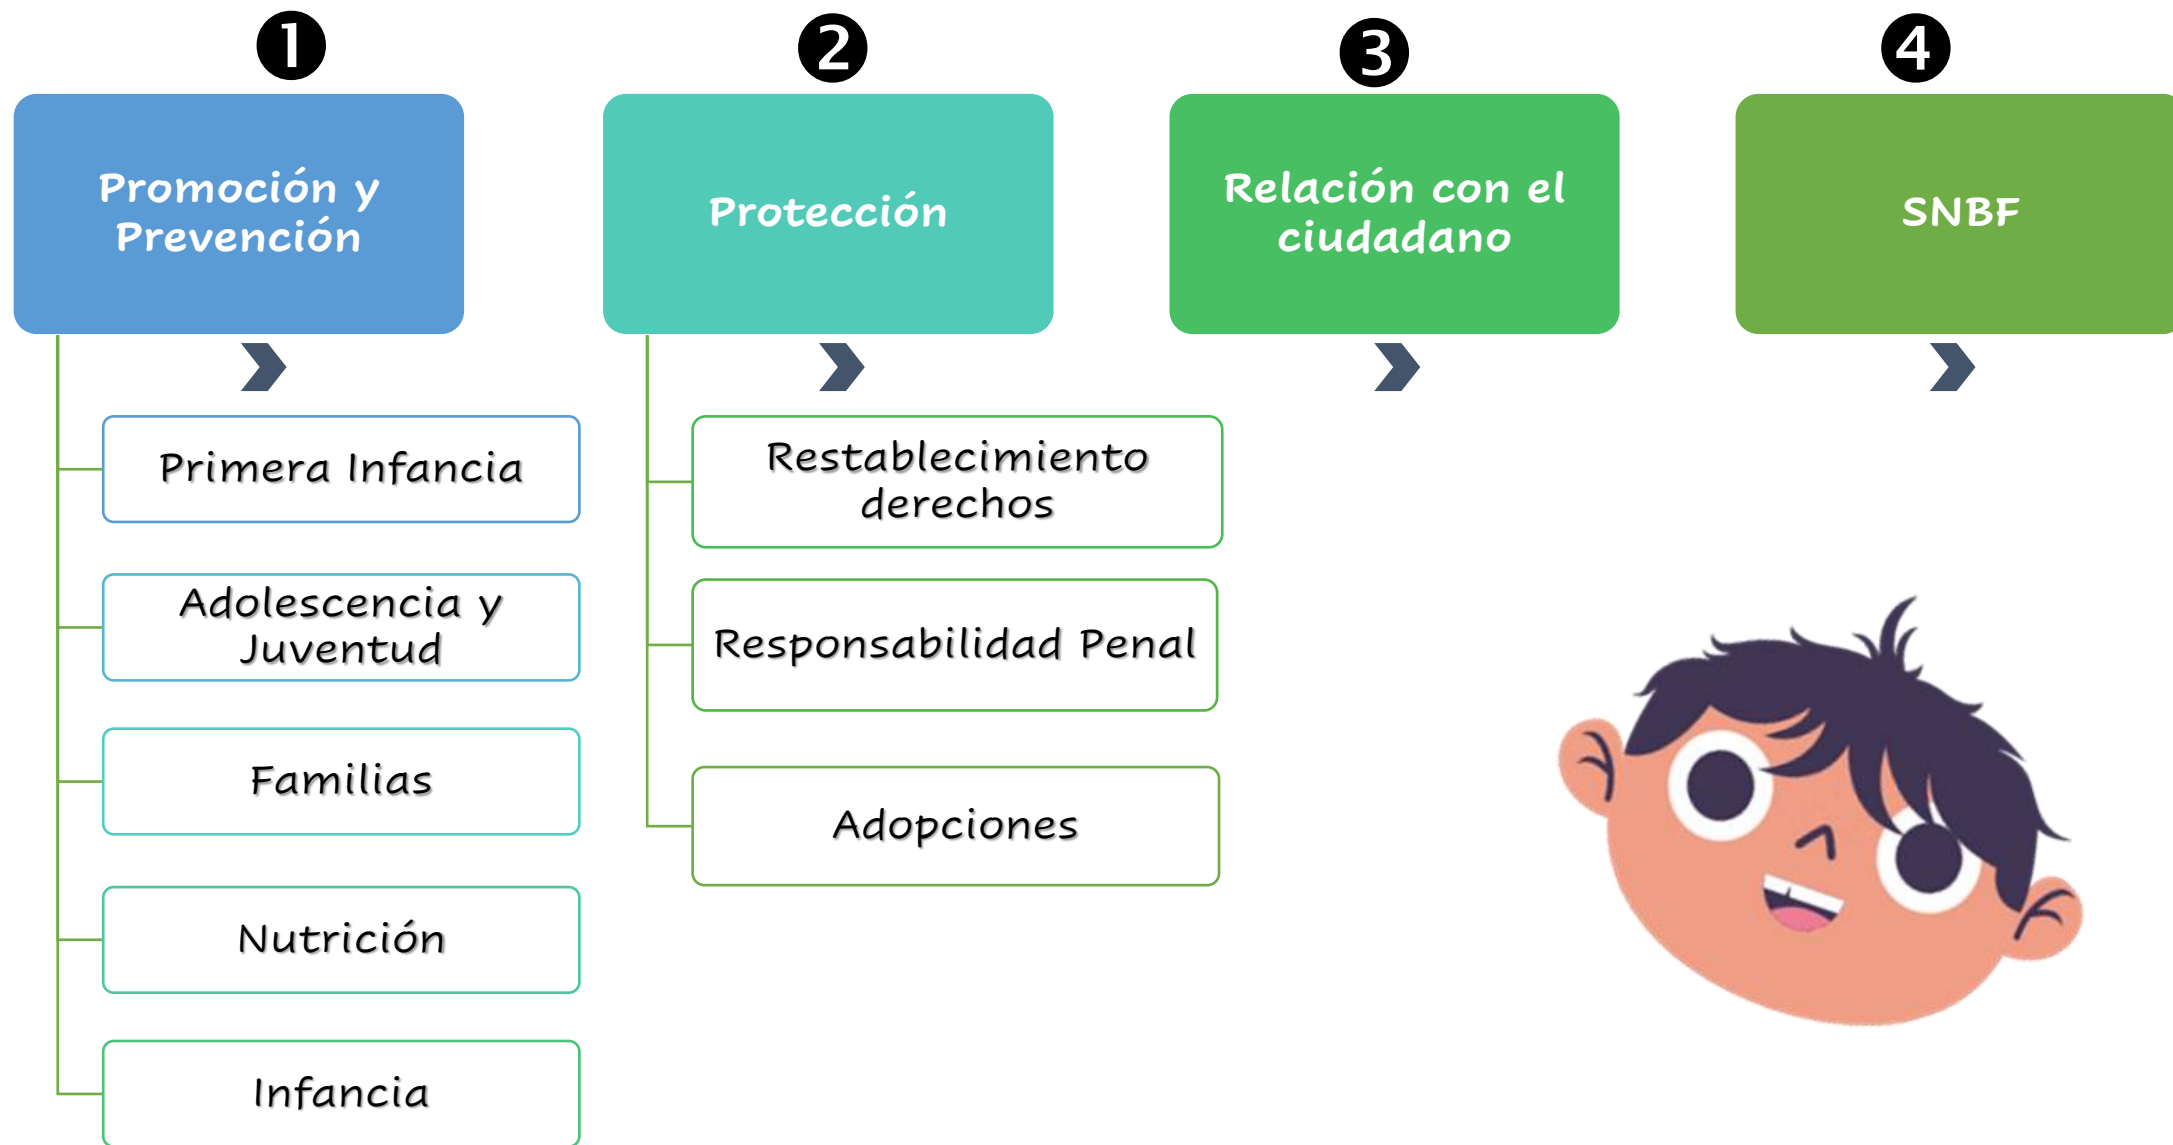 1
Promoción y
Prevención
Primera Infancia
Adolescencia y
Juventud
Familias
Nutrición
Infancia
2
Protección
Restablecimiento
derechos
Responsabilidad Penal
Adopciones
3
Relación con el
ciudadano
4
SNBF